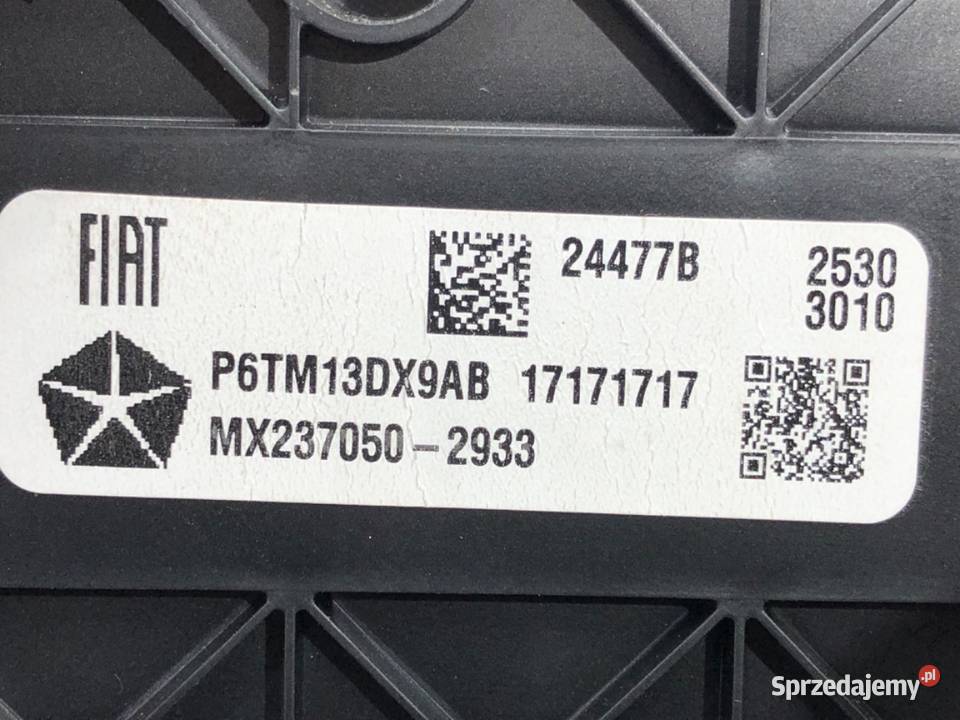 FIAT
24477B
2530
3010
P6TM13DX9AB 17171717
MX237050-2933
Sprzedajemy.pl